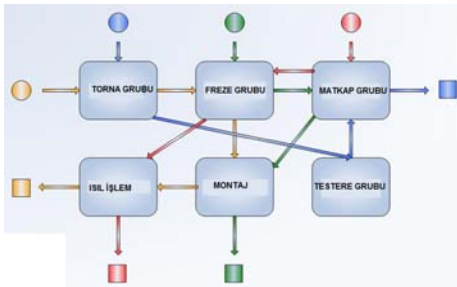 TORNA GRUBU
FREZE GRUBU
MATKAP GRUBU
ISIL İŞLEM
MONTAJ
TESTERE GRUBU